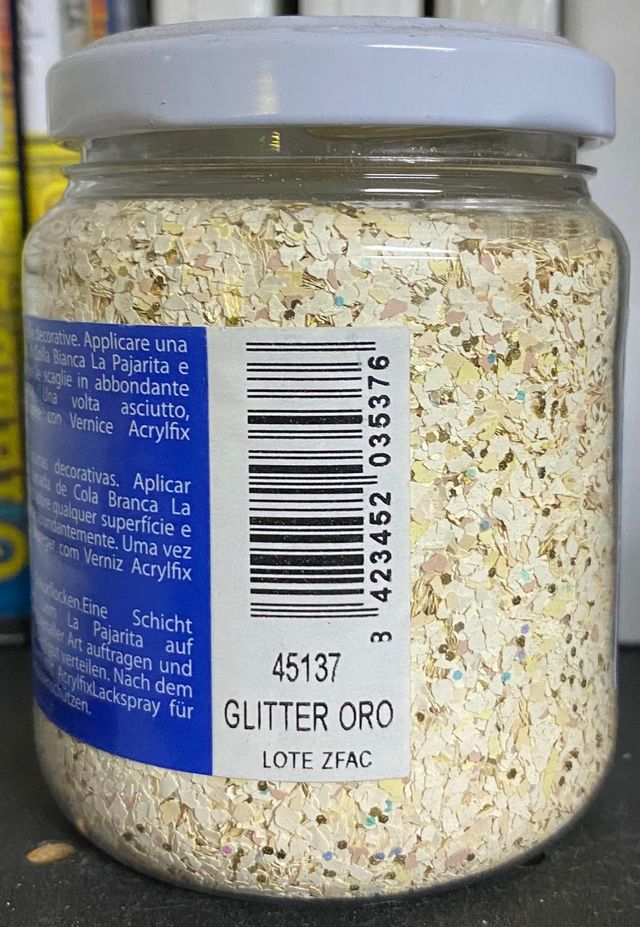 decorative. Applicare una
Cola Bianca La Pajarita e
scaglie in abbondante
Una volta asciutto,
con Vernice Acrylfix
decorativas. Aplicar
de Cola Branca La
qualquer superfície e
Uma vez
com Verniz Acrylfix
Eine Schicht
La Pajarita auf
Art auftragen und
verteilen. Nach dem
AcrylfixLackspray für
8 423452 035376
45137
GLITTER ORO
LOTE ZFAC